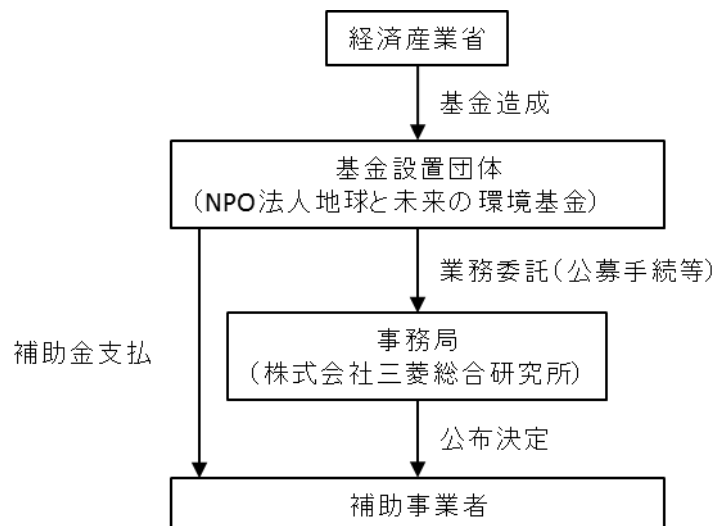 経済産業省
基金造成
基金設置団体
（NPO法人地球と未来の環境基金）
業務委託（公募手続等）
補助金支払
事務局
（株式会社三菱総合研究所）
公布決定
補助事業者